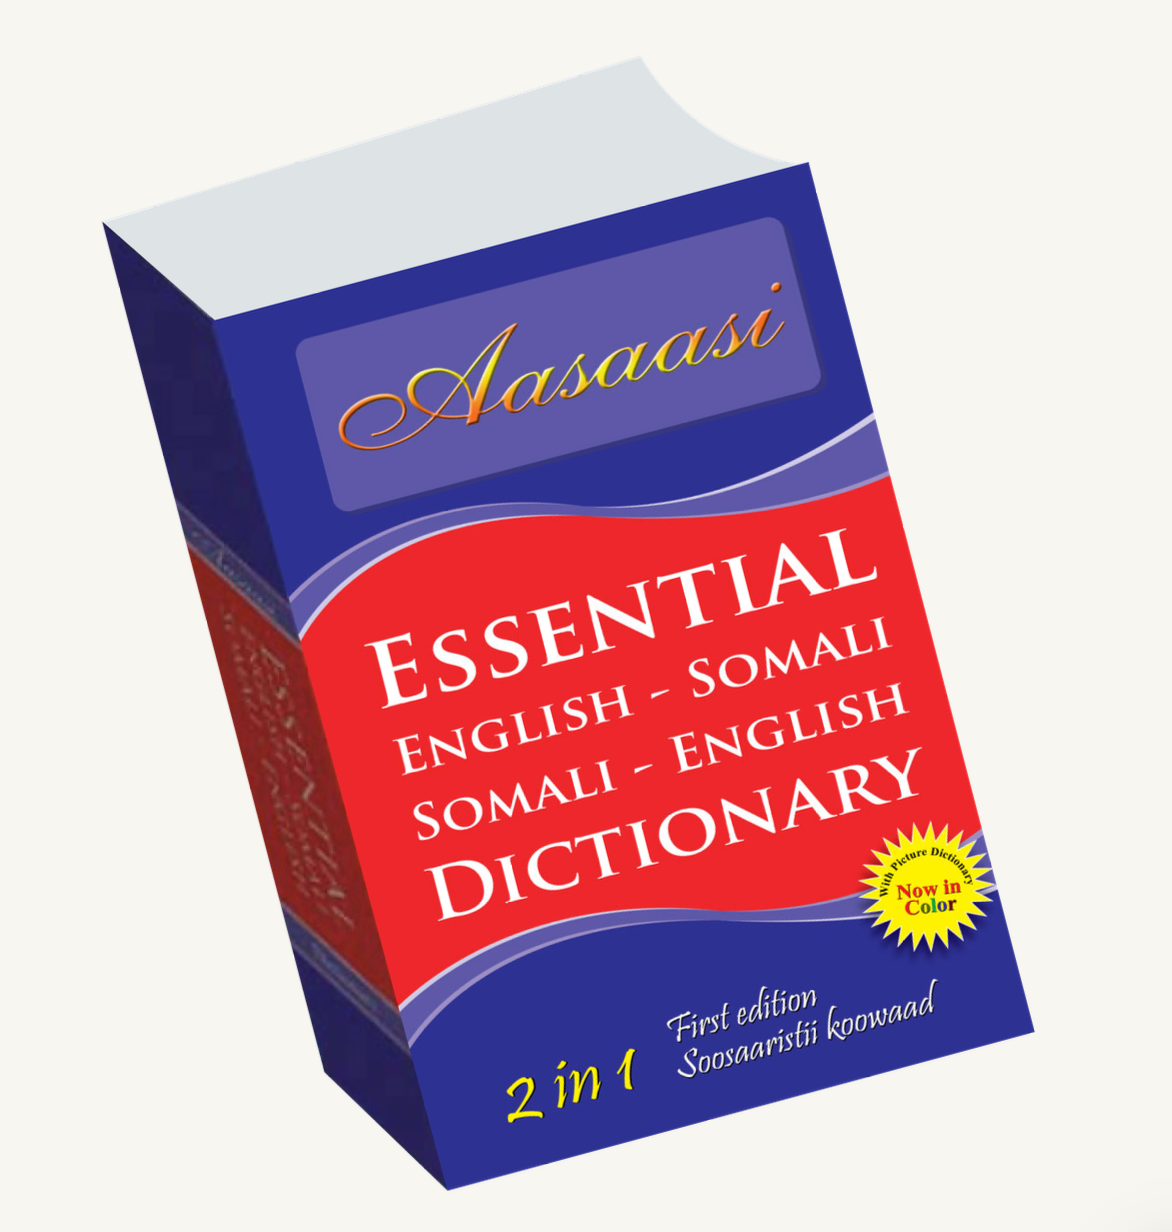 Aasaasi
ESSENTIAL
ENGLISH – SOMALI
SOMALI – ENGLISH
DICTIONARY
With Picture Dictionary
Now in
Color
First edition
Soosaaristii koowaad
2 in 1